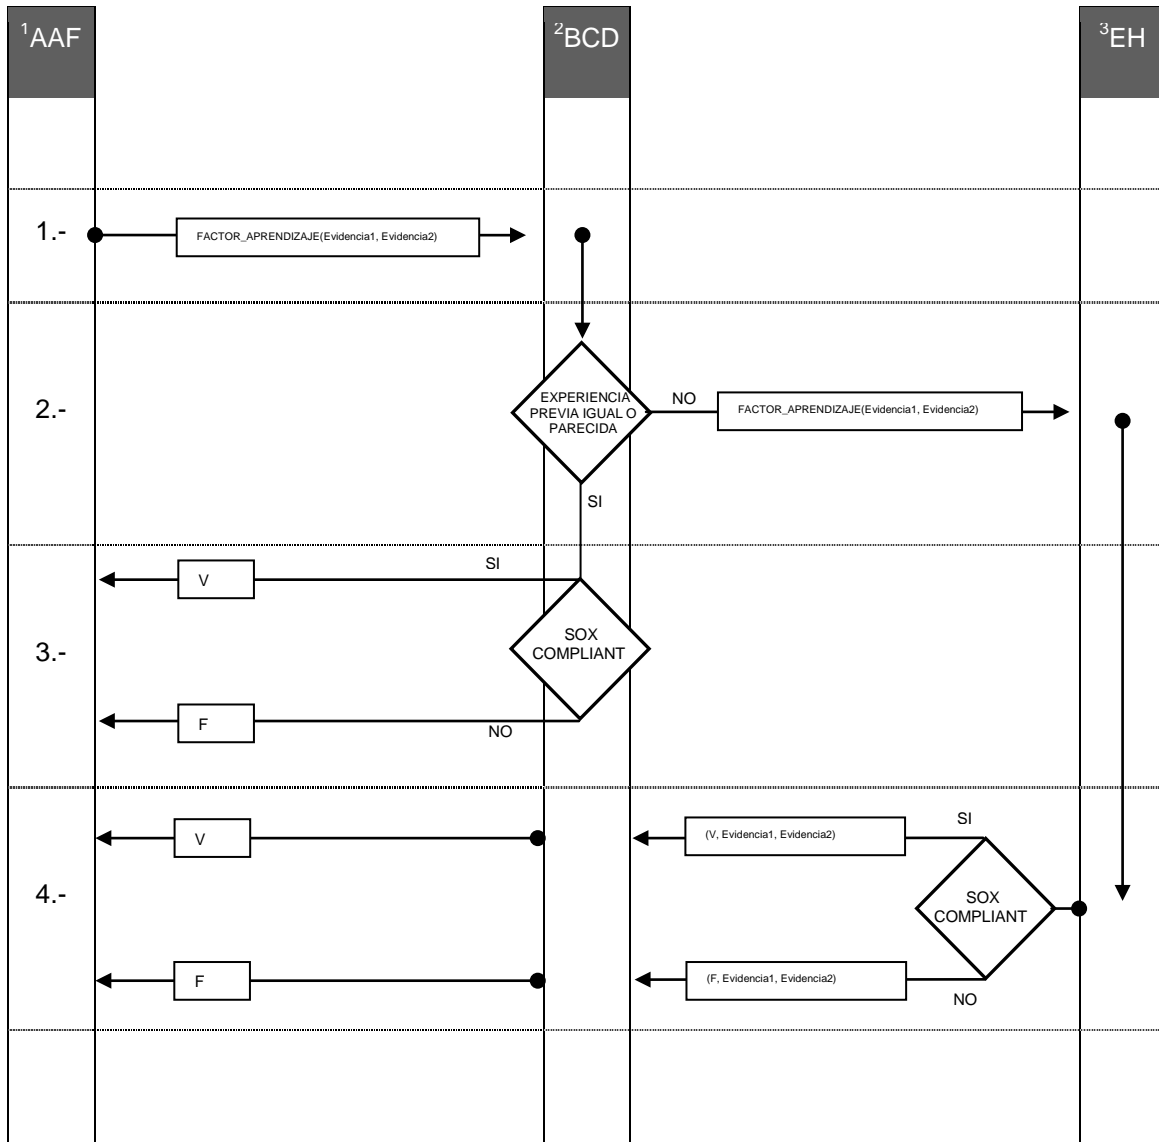 ¹AAF
²BCD
³EH
1.-
FACTOR_APRENDIZAJE(Evidencia1, Evidencia2)
2.-
EXPERIENCIA
PREVIA IGUAL O
PARECIDA
NO
FACTOR_APRENDIZAJE(Evidencia1, Evidencia2)
SI
3.-
V
SI
SOX
COMPLIANT
F
NO
4.-
V
(V, Evidencia1, Evidencia2)
SI
SOX
COMPLIANT
F
(F, Evidencia1, Evidencia2)
NO